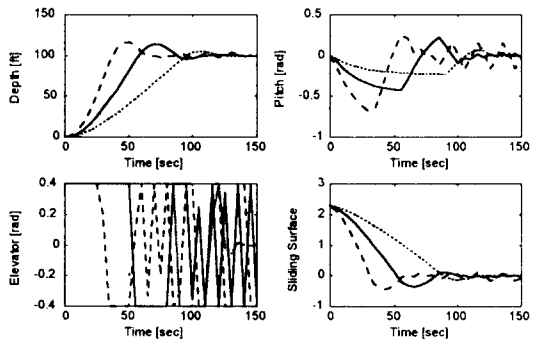 150
100
50
0
Depth [ft]
0 50 100 150
Time [sec]
0.5
0
-0.5
-1
Pitch [rad]
0 50 100 150
Time [sec]
0.4
0.2
0
-0.2
-0.4
Elevator [rad]
0 50 100 150
Time [sec]
3
2
1
0
-1
Sliding Surface
0 50 100 150
Time [sec]